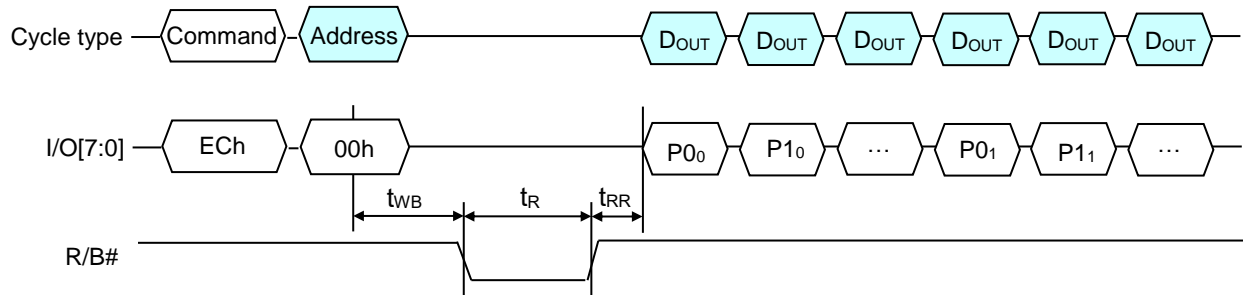 Cycle type Command Address DOUT DOUT DOUT DOUT DOUT DOUT
I/O[7:0] ECh 00h P00 P10 ... P01 P11 ...
tWB tR tRR
R/B#